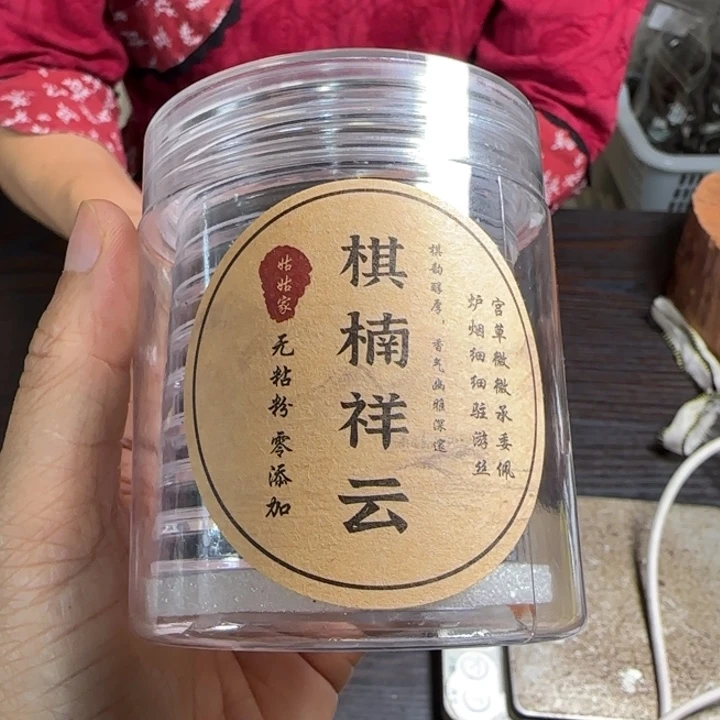 宫草微微承委佩
炉烟细细驻游丝
棋韵醇厚，香气幽雅深远
棋楠祥云
姑姑家
无粘粉 零添加